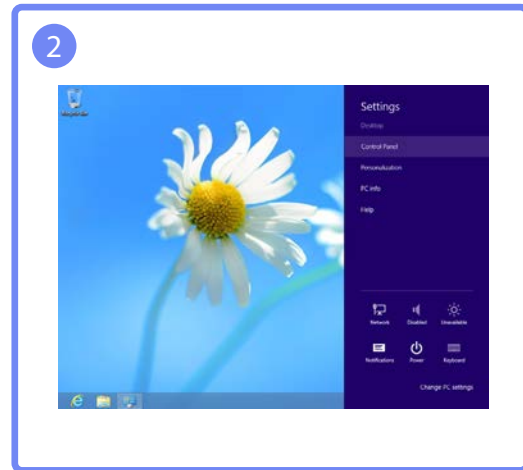 2
Settings
Desktop
Control Panel
Personalization
PC info
Help
Network
Disabled
Unavailable
Notifications
Power
Keyboard
Change PC settings